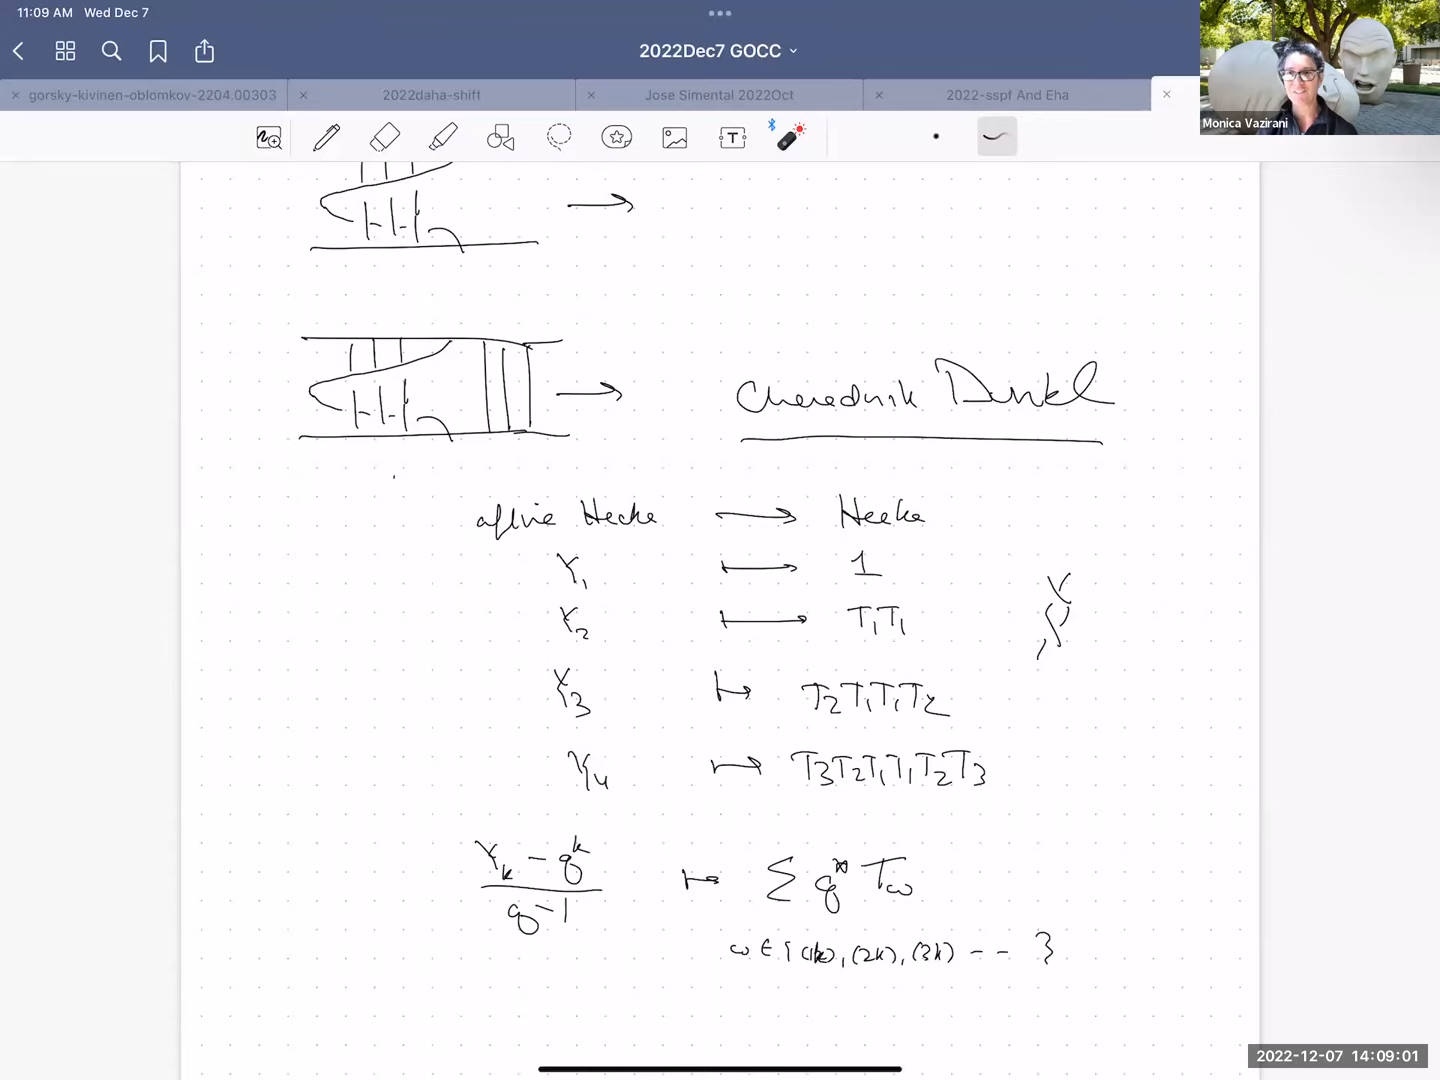 11:09 AM Wed Dec 7
2022Dec7 GOCC
gorsky-kivinen-oblomkov-2204.00303
2022daha-shift
Jose Simental 2022Oct
2022-sspf And Eha
Monica Vazirani
Cherednik Dunkl
affine Hecke → Hecke
Y₁ ↦ 1
Y₂ ↦ T₁T₁
Y₃ ↦ T₂T₁T₁T₂
Y₄ ↦ T₃T₂T₁T₁T₂T₃
(Yₖ − qᵏ)/(q − 1) ↦ Σ q^* T_w
w ∈ {(1k), (2k), (3k) -- }
2022-12-07 14:09:01